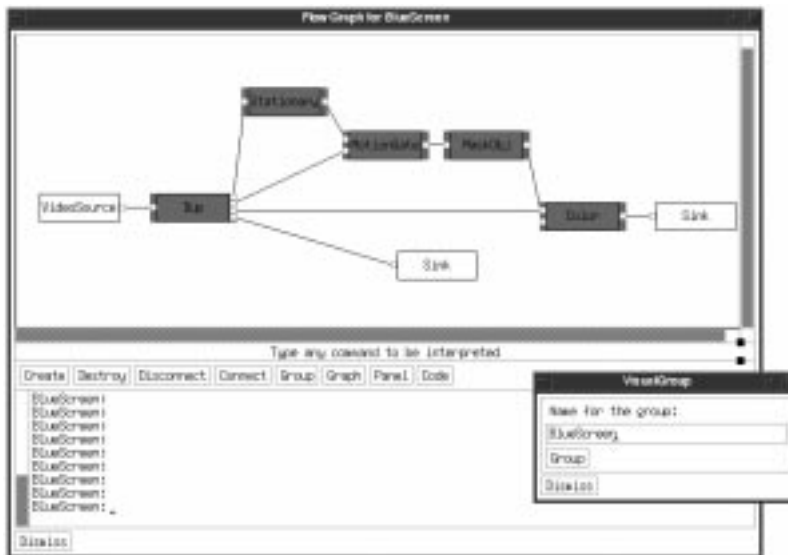 Flow Graph for BlueScreen
Stationary
MotionGate
MaskObj
VideoSource
Dup
Color
Sink
Sink
Type any command to be interpreted
Create Destroy Disconnect Connect Group Graph Panel Code
BlueScreen:
BlueScreen:
BlueScreen:
BlueScreen:
BlueScreen:
BlueScreen:
BlueScreen:
BlueScreen:
BlueScreen:
Dismiss
VisualGroup
Name for the group:
BlueScreen
Group
Dismiss